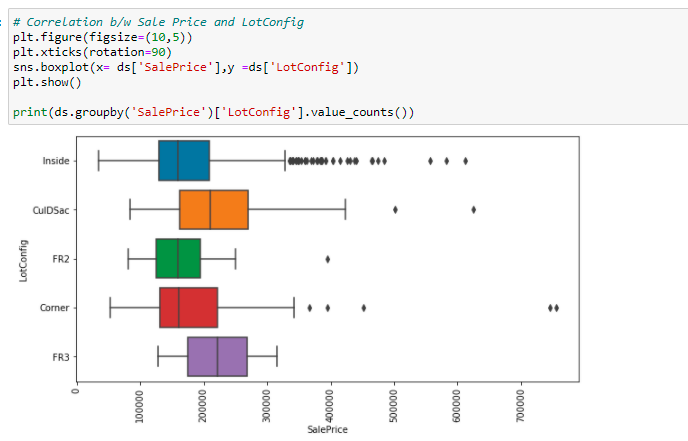 # Correlation b/w Sale Price and LotConfig
plt.figure(figsize=(10,5))
plt.xticks(rotation=90)
sns.boxplot(x= ds['SalePrice'],y =ds['LotConfig'])
plt.show()
print(ds.groupby('SalePrice')['LotConfig'].value_counts())
Inside
CulDSac
FR2
Corner
FR3
LotConfig
0
100000
200000
300000
400000
500000
600000
700000
SalePrice